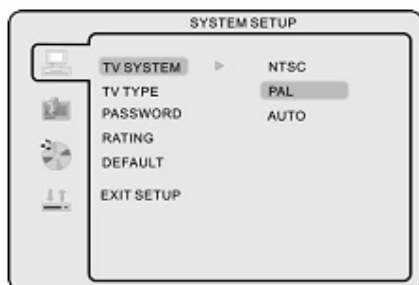 SYSTEM SETUP
TV SYSTEM NTSC
TV TYPE PAL
PASSWORD AUTO
RATING
DEFAULT
EXIT SETUP